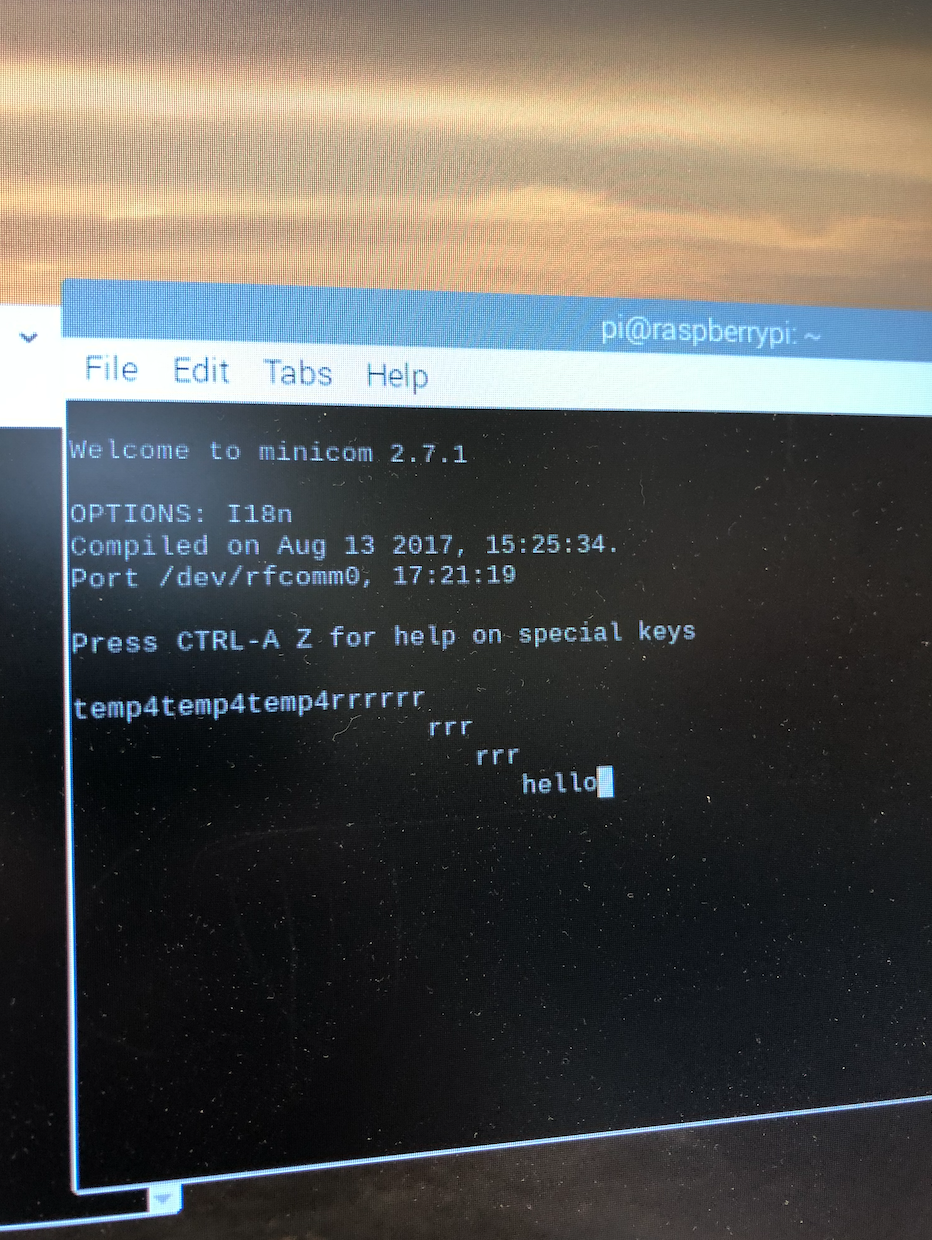 pi@raspberrypi: ~
File Edit Tabs Help
Welcome to minicom 2.7.1
OPTIONS: I18n
Compiled on Aug 13 2017, 15:25:34.
Port /dev/rfcomm0, 17:21:19
Press CTRL-A Z for help on special keys
temp4temp4temp4rrrrrr
rrr
rrr
hello